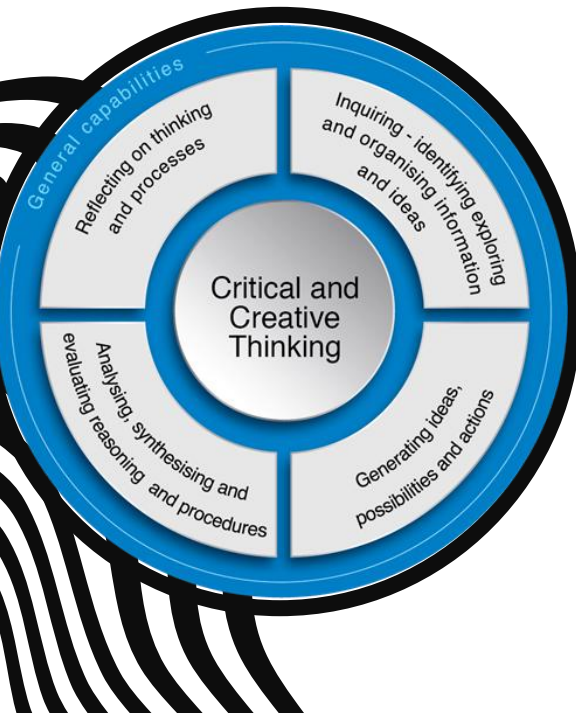 General capabilities
Reflecting on thinking
and processes
Inquiring - identifying exploring
and organising information
and ideas
Critical and
Creative
Thinking
Analysing, synthesising and
evaluating reasoning and procedures
Generating ideas,
possibilities and actions